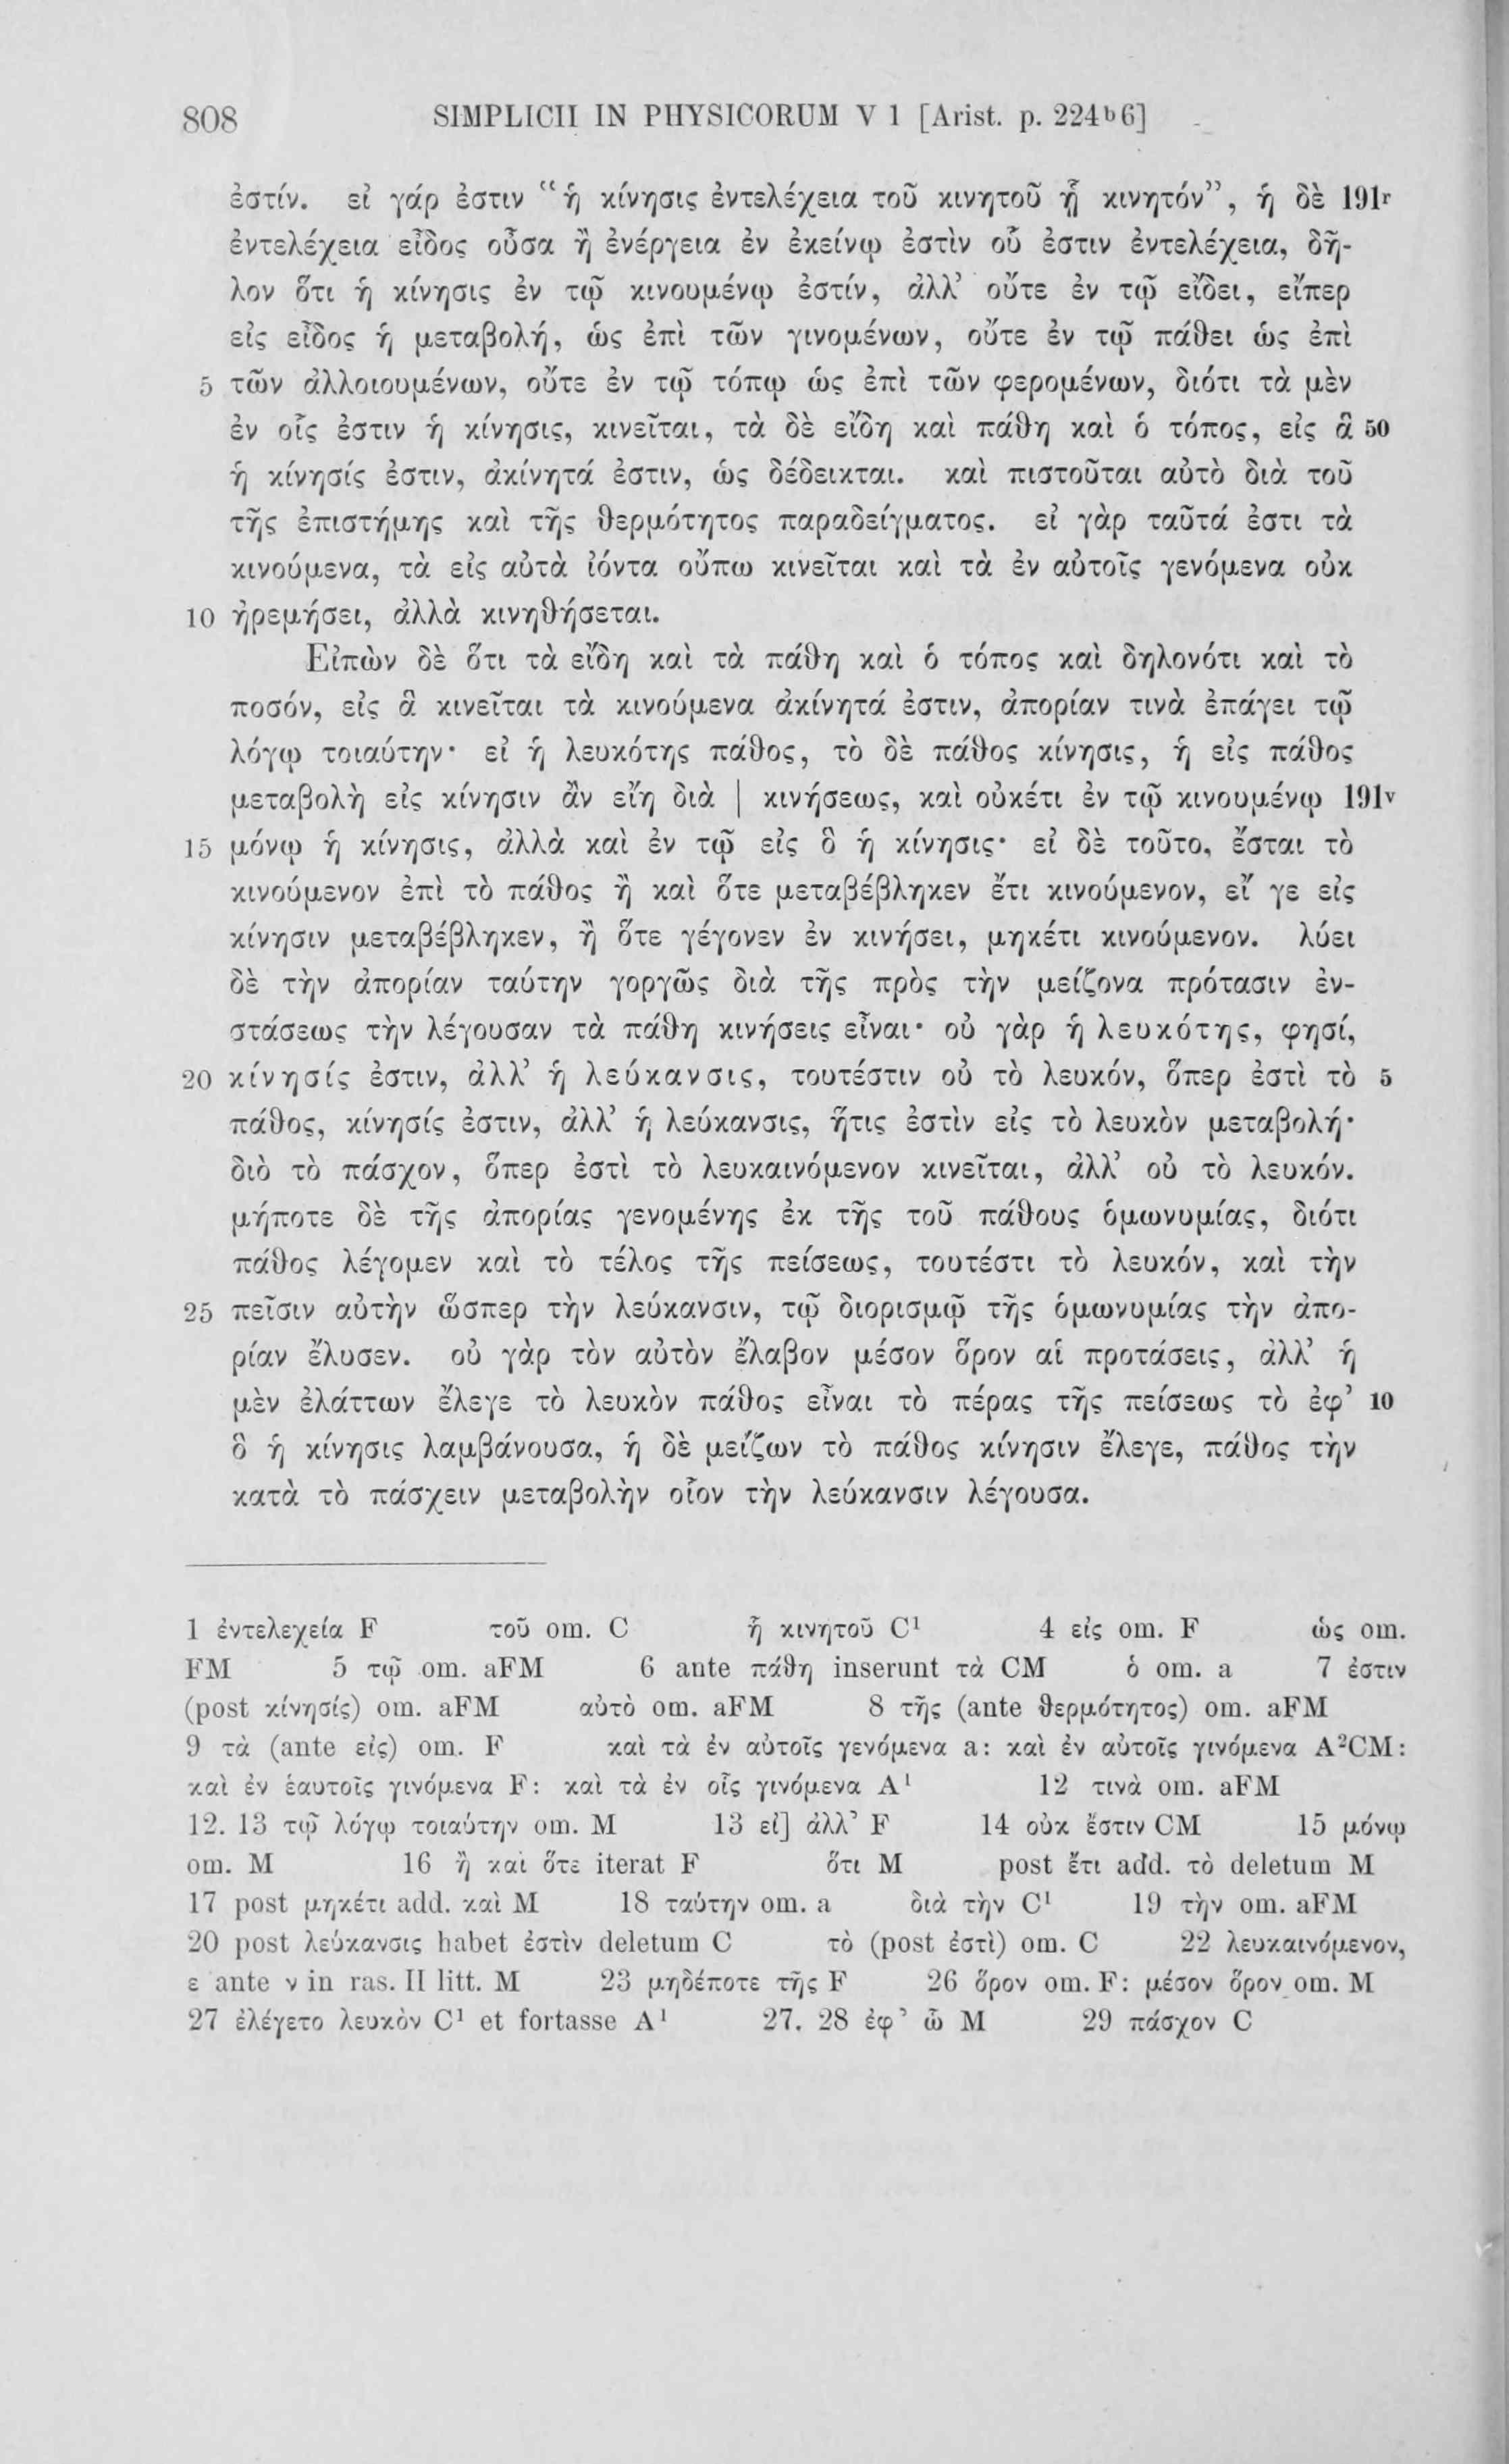 808 SIMPLICII IN PHYSICORUM V 1 [Arist. p. 224ᵇ6]
ἐστίν. εἰ γάρ ἐστιν “ἡ κίνησις ἐντελέχεια τοῦ κινητοῦ ᾗ κινητόν”, ἡ δὲ 191ʳ
ἐντελέχεια εἶδος οὖσα ἢ ἐνέργεια ἐν ἐκείνῳ ἐστὶν οὗ ἐστιν ἐντελέχεια, δῆ-
λον ὅτι ἡ κίνησις ἐν τῷ κινουμένῳ ἐστίν, ἀλλ’ οὔτε ἐν τῷ εἴδει, εἴπερ
εἰς εἶδος ἡ μεταβολή, ὡς ἐπὶ τῶν γινομένων, οὔτε ἐν τῷ πάθει ὡς ἐπὶ
5 τῶν ἀλλοιουμένων, οὔτε ἐν τῷ τόπῳ ὡς ἐπὶ τῶν φερομένων, διότι τὰ μὲν
ἐν οἷς ἐστιν ἡ κίνησις, κινεῖται, τὰ δὲ εἴδη καὶ πάθη καὶ ὁ τόπος, εἰς ἃ 50
ἡ κίνησίς ἐστιν, ἀκίνητά ἐστιν, ὡς δέδεικται. καὶ πιστοῦται αὐτὸ διὰ τοῦ
τῆς ἐπιστήμης καὶ τῆς θερμότητος παραδείγματος. εἰ γὰρ ταῦτά ἐστι τὰ
κινούμενα, τὰ εἰς αὐτὰ ἰόντα οὔπω κινεῖται καὶ τὰ ἐν αὐτοῖς γενόμενα οὐκ
10 ἠρεμήσει, ἀλλὰ κινηθήσεται.
Εἰπὼν δὲ ὅτι τὰ εἴδη καὶ τὰ πάθη καὶ ὁ τόπος καὶ δηλονότι καὶ τὸ
ποσόν, εἰς ἃ κινεῖται τὰ κινούμενα ἀκίνητά ἐστιν, ἀπορίαν τινὰ ἐπάγει τῷ
λόγῳ τοιαύτην· εἰ ἡ λευκότης πάθος, τὸ δὲ πάθος κίνησις, ἡ εἰς πάθος
μεταβολὴ εἰς κίνησιν ἂν εἴη διὰ | κινήσεως, καὶ οὐκέτι ἐν τῷ κινουμένῳ 191ᵛ
15 μόνῳ ἡ κίνησις, ἀλλὰ καὶ ἐν τῷ εἰς ὃ ἡ κίνησις· εἰ δὲ τοῦτο, ἔσται τὸ
κινούμενον ἐπὶ τὸ πάθος ἢ καὶ ὅτε μεταβέβληκεν ἔτι κινούμενον, εἴ γε εἰς
κίνησιν μεταβέβληκεν, ἢ ὅτε γέγονεν ἐν κινήσει, μηκέτι κινούμενον. λύει
δὲ τὴν ἀπορίαν ταύτην γοργῶς διὰ τῆς πρὸς τὴν μείζονα πρότασιν ἐν-
στάσεως τὴν λέγουσαν τὰ πάθη κινήσεις εἶναι· οὐ γὰρ ἡ λευκότης, φησί,
20 κίνησίς ἐστιν, ἀλλ’ ἡ λεύκανσις, τουτέστιν οὐ τὸ λευκόν, ὅπερ ἐστὶ τὸ 5
πάθος, κίνησίς ἐστιν, ἀλλ’ ἡ λεύκανσις, ἥτις ἐστὶν εἰς τὸ λευκὸν μεταβολή·
διὸ τὸ πάσχον, ὅπερ ἐστὶ τὸ λευκαινόμενον κινεῖται, ἀλλ’ οὐ τὸ λευκόν.
μήποτε δὲ τῆς ἀπορίας γενομένης ἐκ τῆς τοῦ πάθους ὁμωνυμίας, διότι
πάθος λέγομεν καὶ τὸ τέλος τῆς πείσεως, τουτέστι τὸ λευκόν, καὶ τὴν
25 πεῖσιν αὐτὴν ὥσπερ τὴν λεύκανσιν, τῷ διορισμῷ τῆς ὁμωνυμίας τὴν ἀπο-
ρίαν ἔλυσεν. οὐ γὰρ τὸν αὐτὸν ἔλαβον μέσον ὅρον αἱ προτάσεις, ἀλλ’ ἡ
μὲν ἐλάττων ἔλεγε τὸ λευκὸν πάθος εἶναι τὸ πέρας τῆς πείσεως τὸ ἐφ’ 10
ὃ ἡ κίνησις λαμβάνουσα, ἡ δὲ μείζων τὸ πάθος κίνησιν ἔλεγε, πάθος τὴν
κατὰ τὸ πάσχειν μεταβολὴν οἷον τὴν λεύκανσιν λέγουσα.
1 ἐντελεχείᾳ F τοῦ om. C ᾗ κινητοῦ C¹ 4 εἰς om. F ὡς om.
FM 5 τῷ om. aFM 6 ante πάθη inserunt τὰ CM ὁ om. a 7 ἐστιν
(post κίνησίς) om. aFM αὐτὸ om. aFM 8 τῆς (ante θερμότητος) om. aFM
9 τὰ (ante εἰς) om. F καὶ τὰ ἐν αὐτοῖς γενόμενα a: καὶ ἐν αὐτοῖς γινόμενα A²CM:
καὶ ἐν ἑαυτοῖς γινόμενα F: καὶ τὰ ἐν οἷς γινόμενα A¹ 12 τινὰ om. aFM
12. 13 τῷ λόγῳ τοιαύτην om. M 13 εἰ] ἀλλ’ F 14 οὐκ ἔστιν CM 15 μόνῳ
om. M 16 ἢ καὶ ὅτε iterat F ὅτι M post ἔτι add. τὸ deletum M
17 post μηκέτι add. καὶ M 18 ταύτην om. a διὰ τὴν C¹ 19 τὴν om. aFM
20 post λεύκανσις habet ἐστὶν deletum C τὸ (post ἐστὶ) om. C 22 λευκαινόμενον,
ε ante ν in ras. II litt. M 23 μηδέποτε τῆς F 26 ὅρον om. F: μέσον ὅρον om. M
27 ἐλέγετο λευκὸν C¹ et fortasse A¹ 27. 28 ἐφ’ ᾧ M 29 πάσχον C